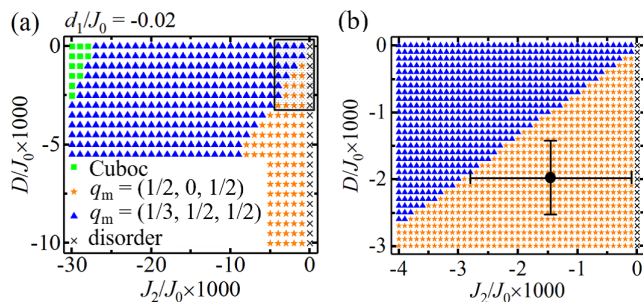 d₁/J₀ = -0.02
(a)
(b)
0
-5
-10
D/J₀×1000
Cuboc
qₘ = (1/2, 0, 1/2)
qₘ = (1/3, 1/2, 1/2)
disorder
-30 -20 -10 0
J₂/J₀×1000
0
-1
-2
-3
D/J₀×1000
-4 -3 -2 -1 0
J₂/J₀×1000